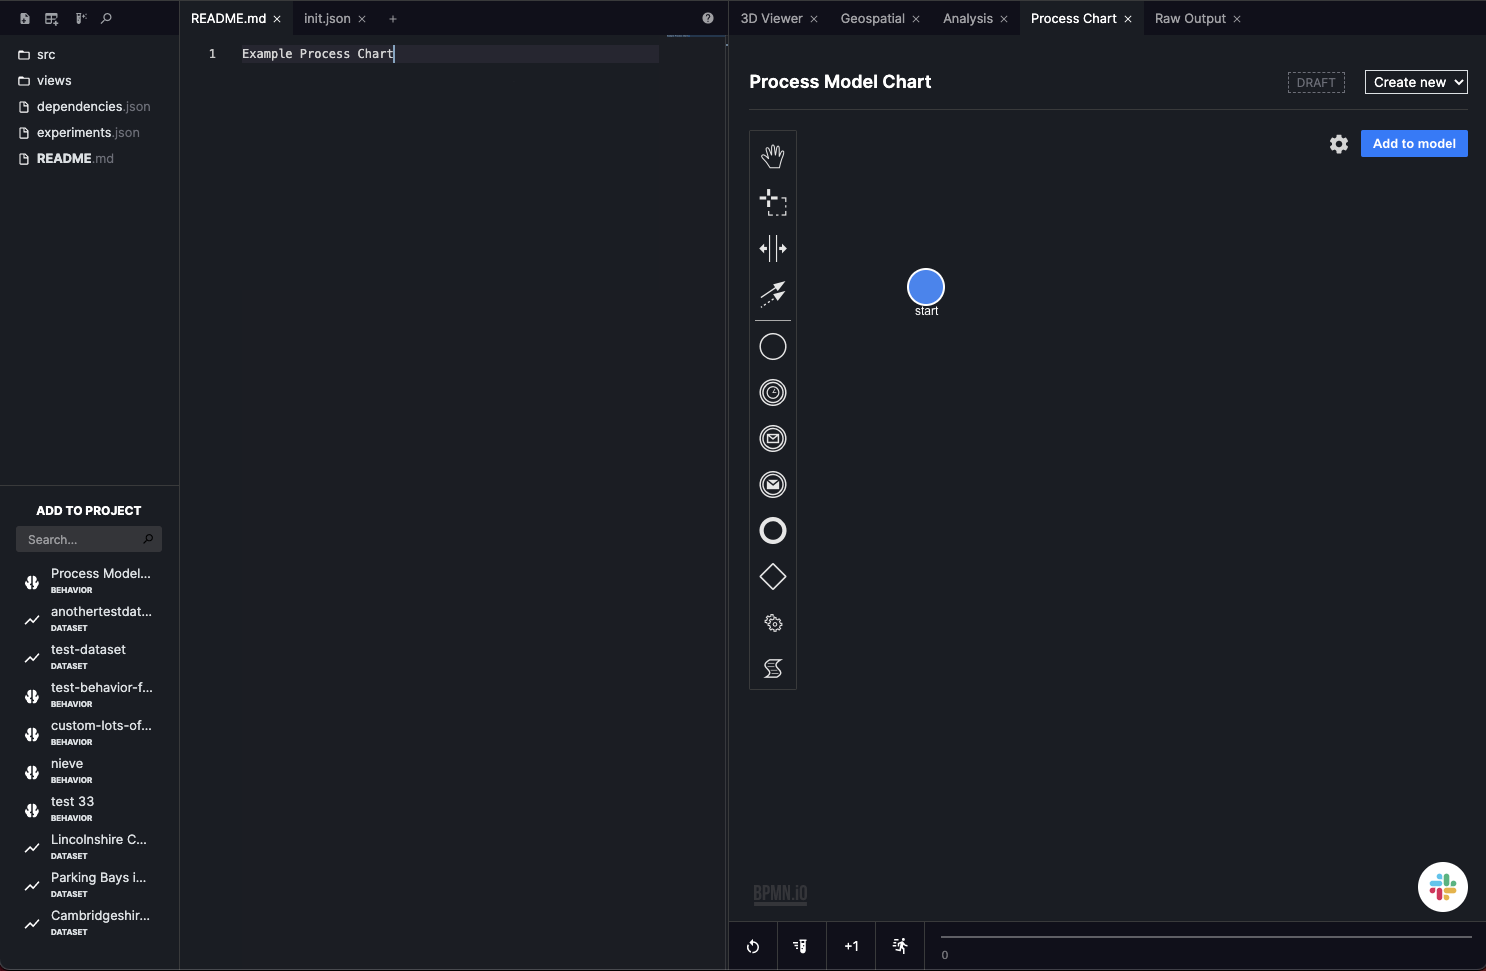 README.md
init.json
3D Viewer
Geospatial
Analysis
Process Chart
Raw Output
src
views
dependencies.json
experiments.json
README.md
1 Example Process Chart
Process Model Chart
DRAFT
Create new
Add to model
start
ADD TO PROJECT
Search...
Process Model...
BEHAVIOR
anothertestdat...
DATASET
test-dataset
DATASET
test-behavior-f...
BEHAVIOR
custom-lots-of...
BEHAVIOR
nieve
BEHAVIOR
test 33
BEHAVIOR
Lincolnshire C...
DATASET
Parking Bays i...
DATASET
Cambridgeshir...
DATASET
BPMN.iO
+1
0